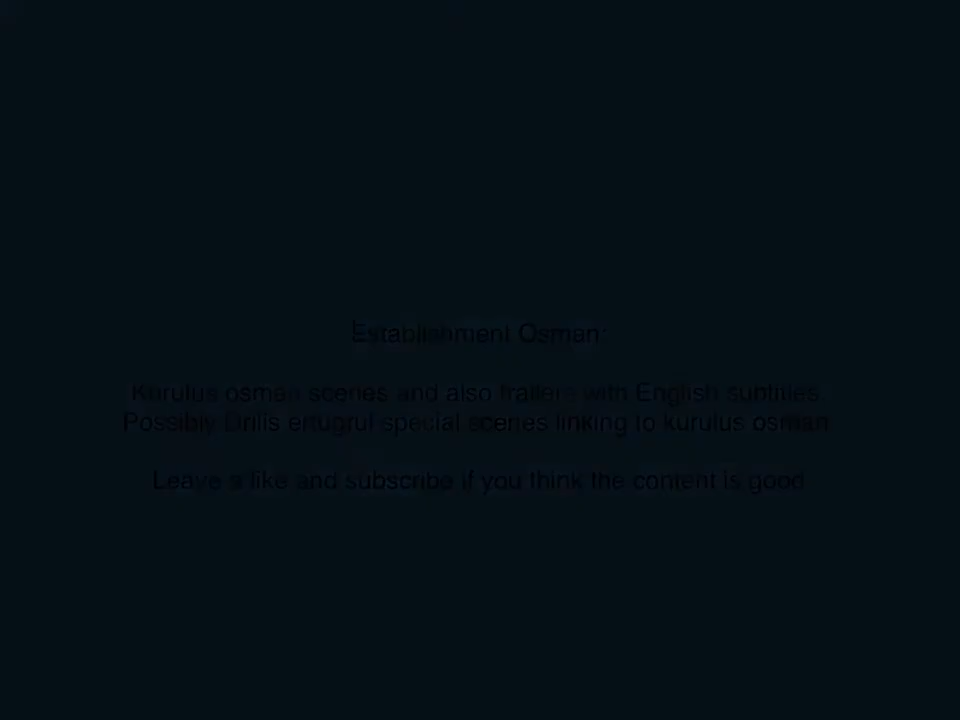 Establishment Osman:
Kurulus osman scenes and also trailers with English subtitles
Possibly Drilis ertugrul special scenes linking to kurulus osman
Leave a like and subscribe if you think the content is good